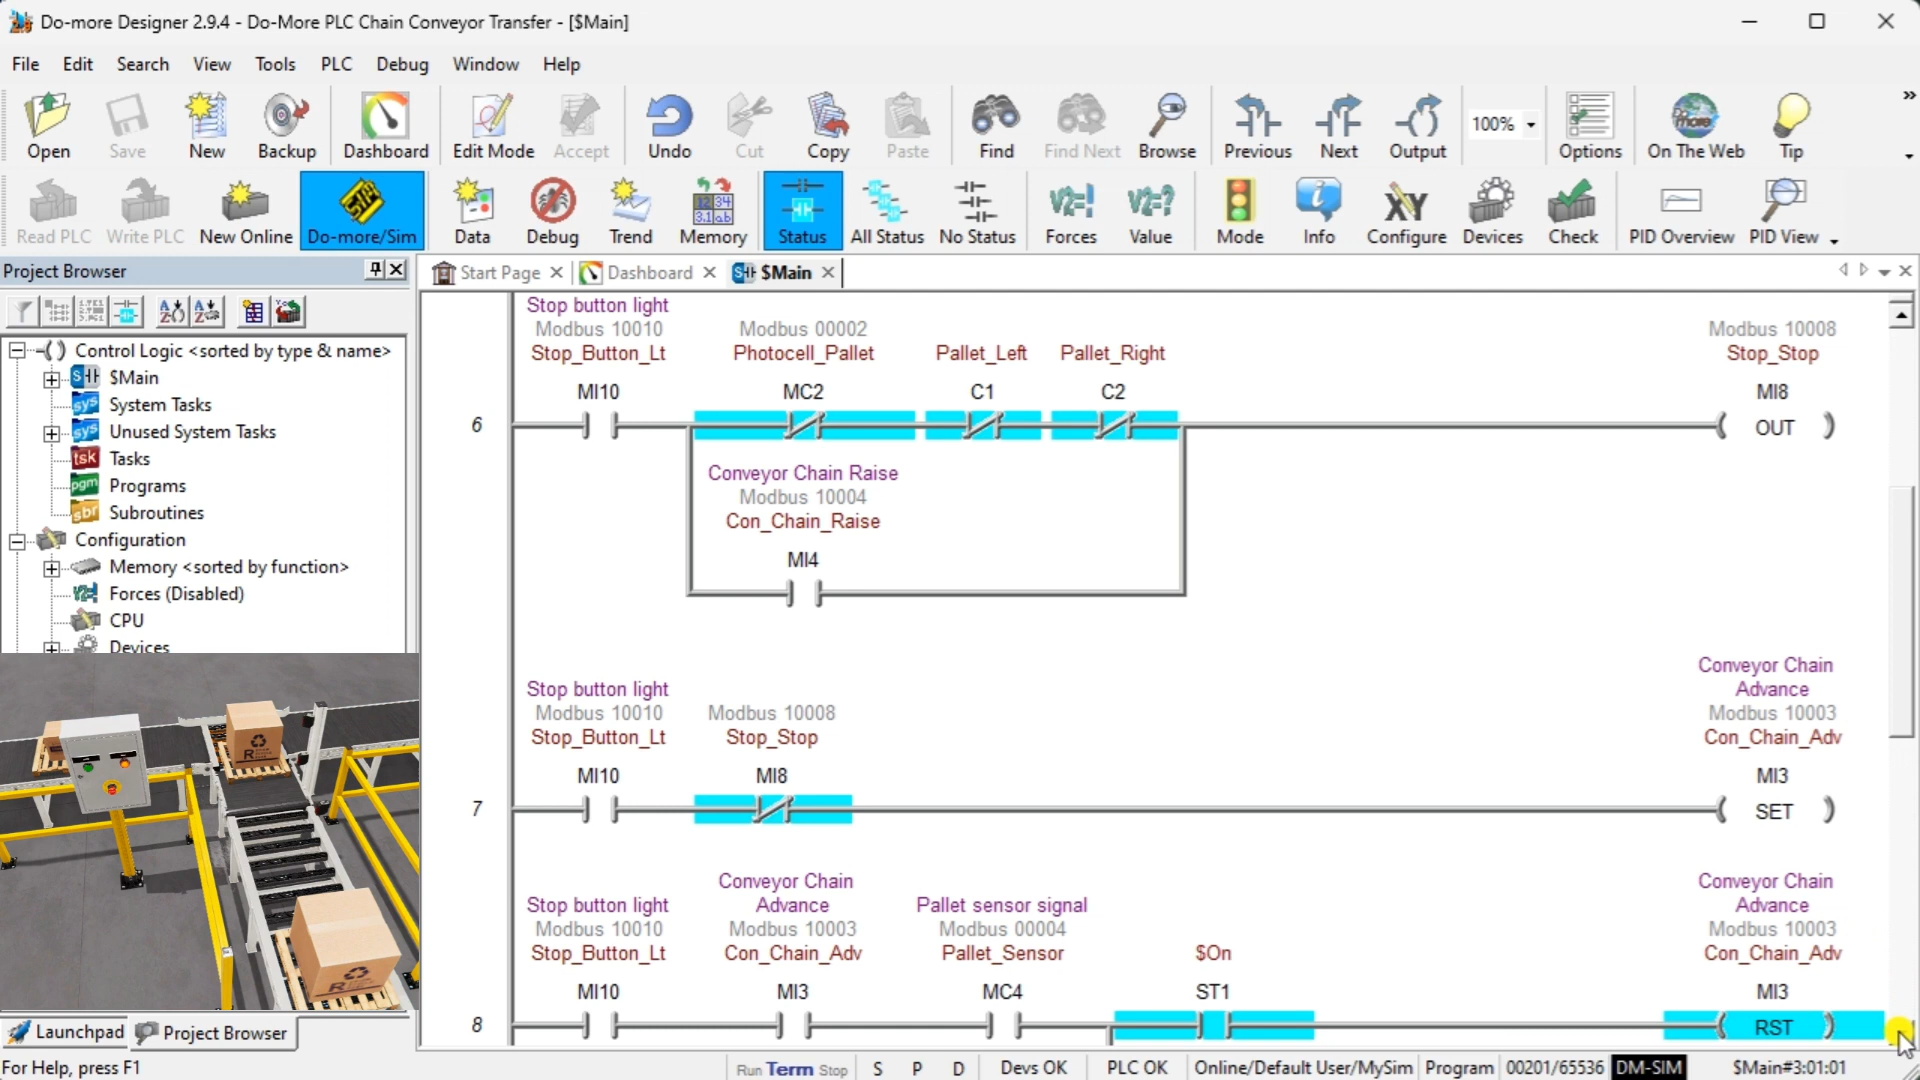 Do-more Designer 2.9.4 - Do-More PLC Chain Conveyor Transfer - [$Main]
File Edit Search View Tools PLC Debug Window Help
Open Save New Backup Dashboard Edit Mode Accept Undo Cut Copy Paste Find Find Next Browse Previous Next Output 100% Options On The Web Tip
Read PLC Write PLC New Online Do-more/Sim Data Debug Trend Memory Status All Status No Status Forces Value Mode Info Configure Devices Check PID Overview PID View
Project Browser
Start Page Dashboard $Main
Control Logic <sorted by type & name>
$Main
System Tasks
Unused System Tasks
Tasks
Programs
Subroutines
Configuration
Memory <sorted by function>
Forces (Disabled)
CPU
Devices
Launchpad Project Browser
Stop button light
Modbus 10010 Modbus 00002 Modbus 10008
Stop_Button_Lt Photocell_Pallet Pallet_Left Pallet_Right Stop_Stop
MI10 MC2 C1 C2 MI8
6 OUT
Conveyor Chain Raise
Modbus 10004
Con_Chain_Raise
MI4
Conveyor Chain
Stop button light Advance
Modbus 10010 Modbus 10008 Modbus 10003
Stop_Button_Lt Stop_Stop Con_Chain_Adv
MI10 MI8 MI3
7 SET
Conveyor Chain Conveyor Chain
Stop button light Advance Pallet sensor signal Advance
Modbus 10010 Modbus 10003 Modbus 00004 Modbus 10003
Stop_Button_Lt Con_Chain_Adv Pallet_Sensor $On Con_Chain_Adv
MI10 MI3 MC4 ST1 MI3
8 RST
For Help, press F1 Run Term Stop S P D Devs OK PLC OK Online/Default User/MySim Program 00201/65536 DM-SIM $Main#3:01:01